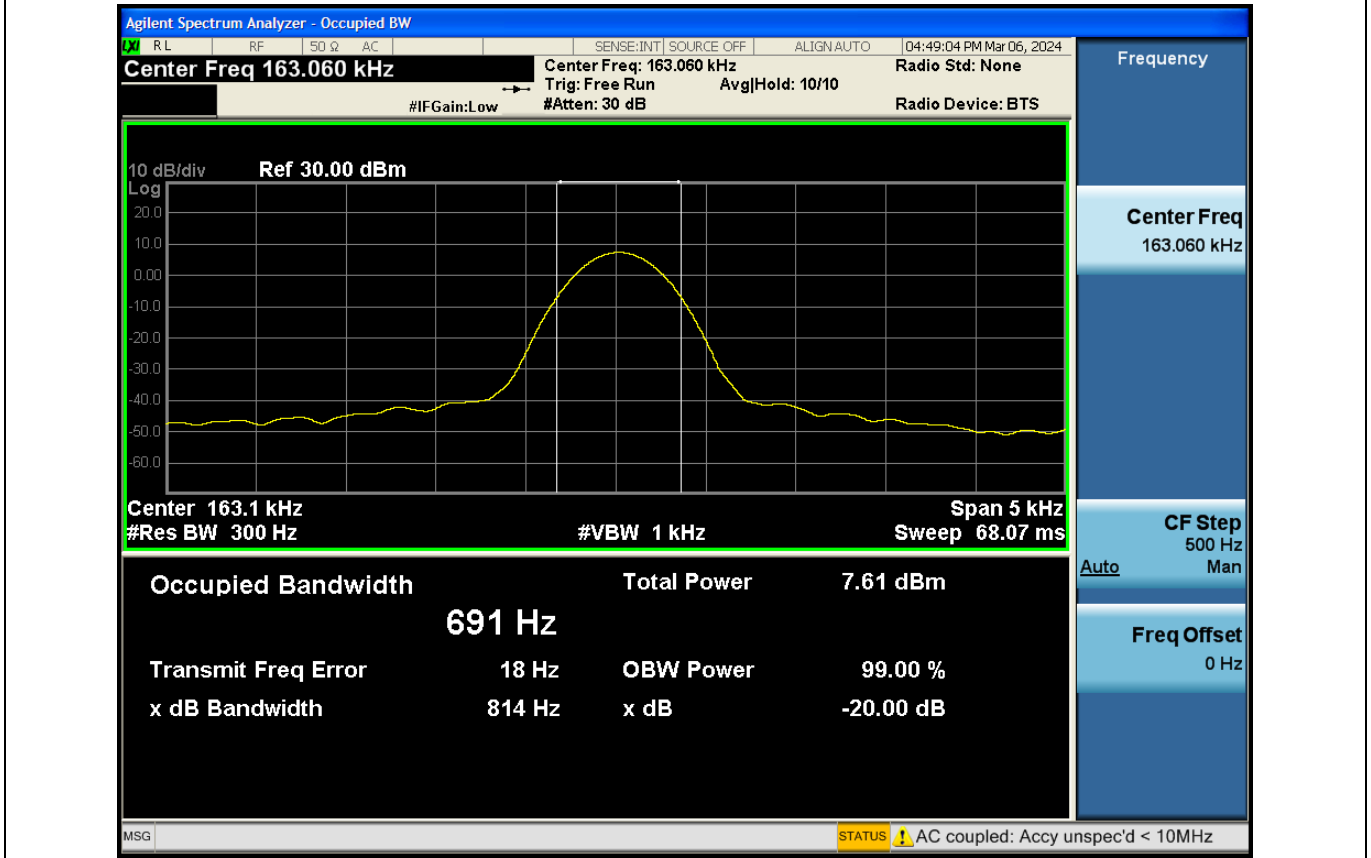 Agilent Spectrum Analyzer - Occupied BW
LXI RL RF 50 Ω AC SENSE:INT SOURCE OFF ALIGN AUTO 04:49:04 PM Mar 06, 2024
Center Freq 163.060 kHz
Center Freq: 163.060 kHz Radio Std: None
Trig: Free Run Avg|Hold: 10/10
#IFGain:Low #Atten: 30 dB Radio Device: BTS
10 dB/div Ref 30.00 dBm
Log
20.0
10.0
0.00
-10.0
-20.0
-30.0
-40.0
-50.0
-60.0
Center 163.1 kHz Span 5 kHz
#Res BW 300 Hz #VBW 1 kHz Sweep 68.07 ms
Occupied Bandwidth Total Power 7.61 dBm
691 Hz
Transmit Freq Error 18 Hz OBW Power 99.00 %
x dB Bandwidth 814 Hz x dB -20.00 dB
Frequency
Center Freq
163.060 kHz
CF Step
500 Hz
Auto Man
Freq Offset
0 Hz
MSG STATUS AC coupled: Accy unspec'd < 10MHz